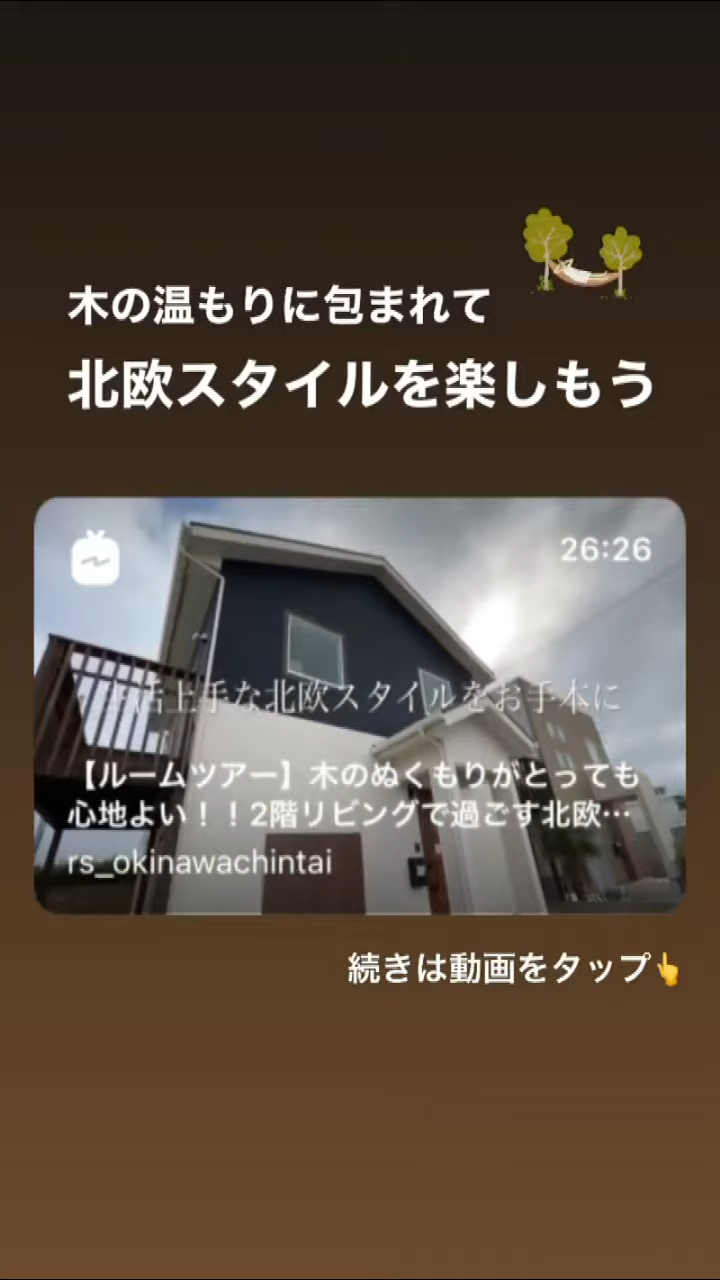 木の温もりに包まれて
北欧スタイルを楽しもう
26:26
生活上手な北欧スタイルをお手本に
【ルームツアー】木のぬくもりがとっても
心地よい！！2階リビングで過ごす北欧…
rs_okinawachintai
続きは動画をタップ👆